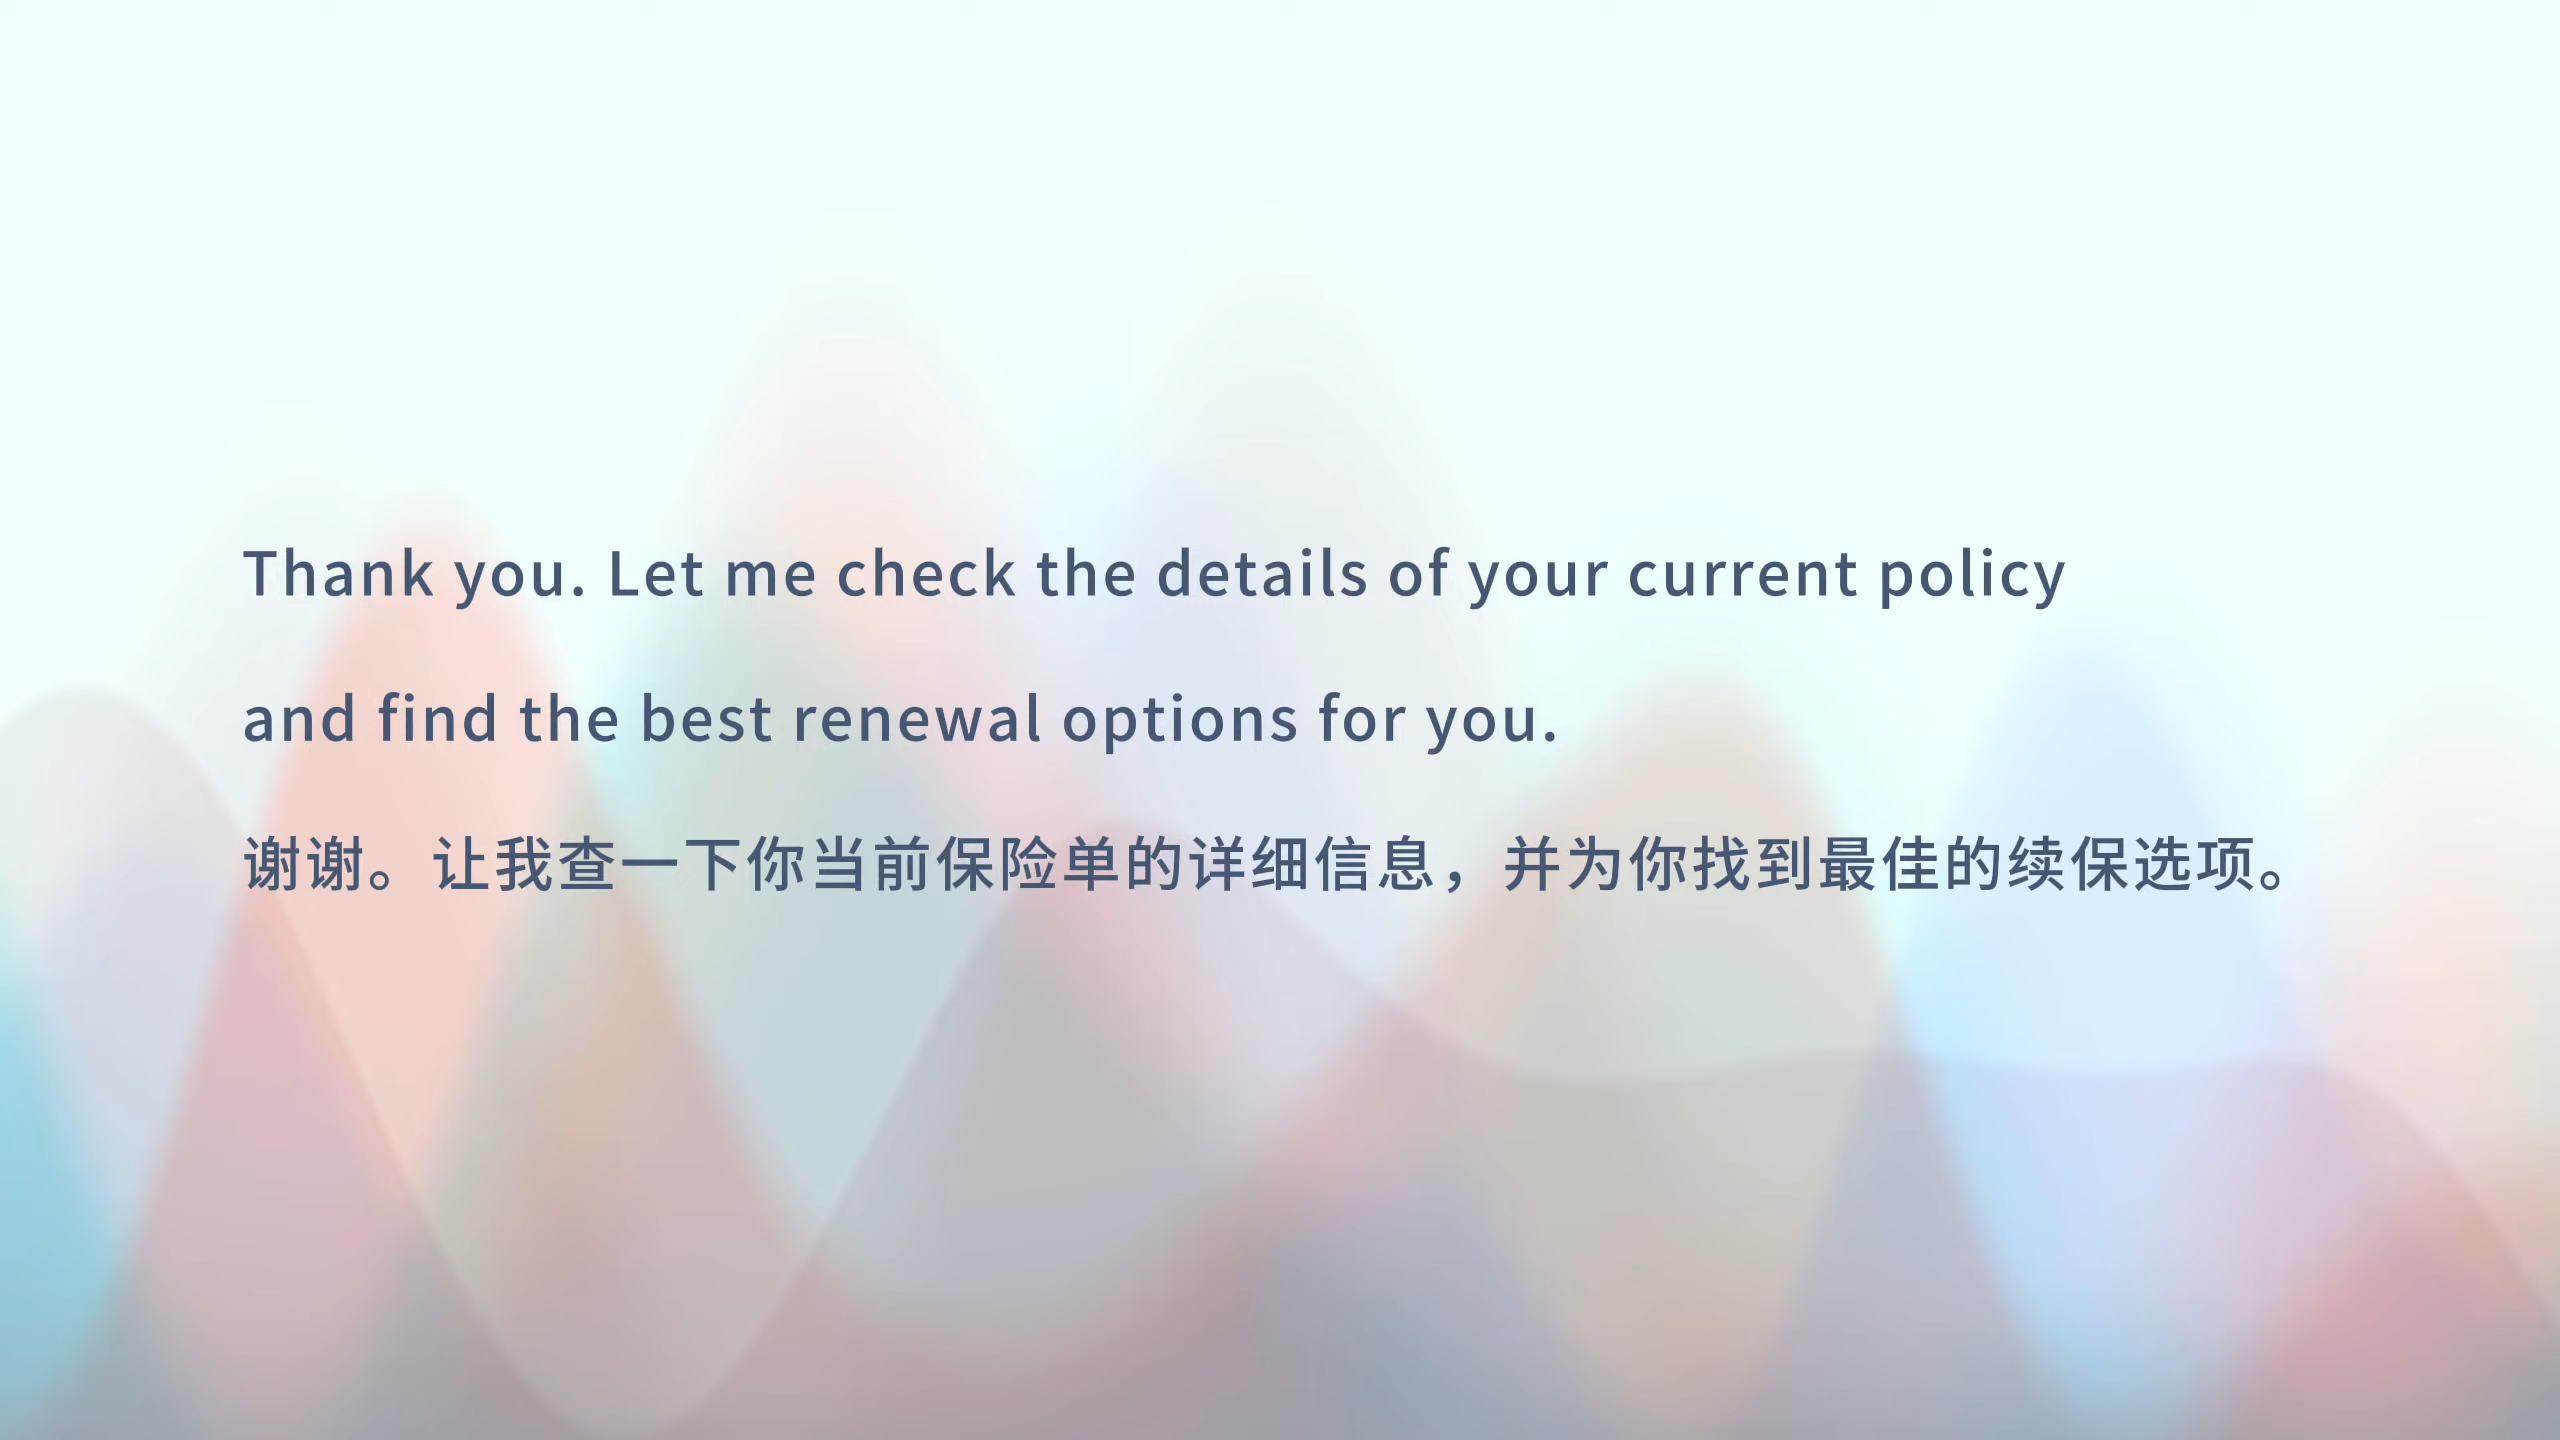 Thank you. Let me check the details of your current policy
and find the best renewal options for you.
谢谢。让我查一下你当前保险单的详细信息，并为你找到最佳的续保选项。